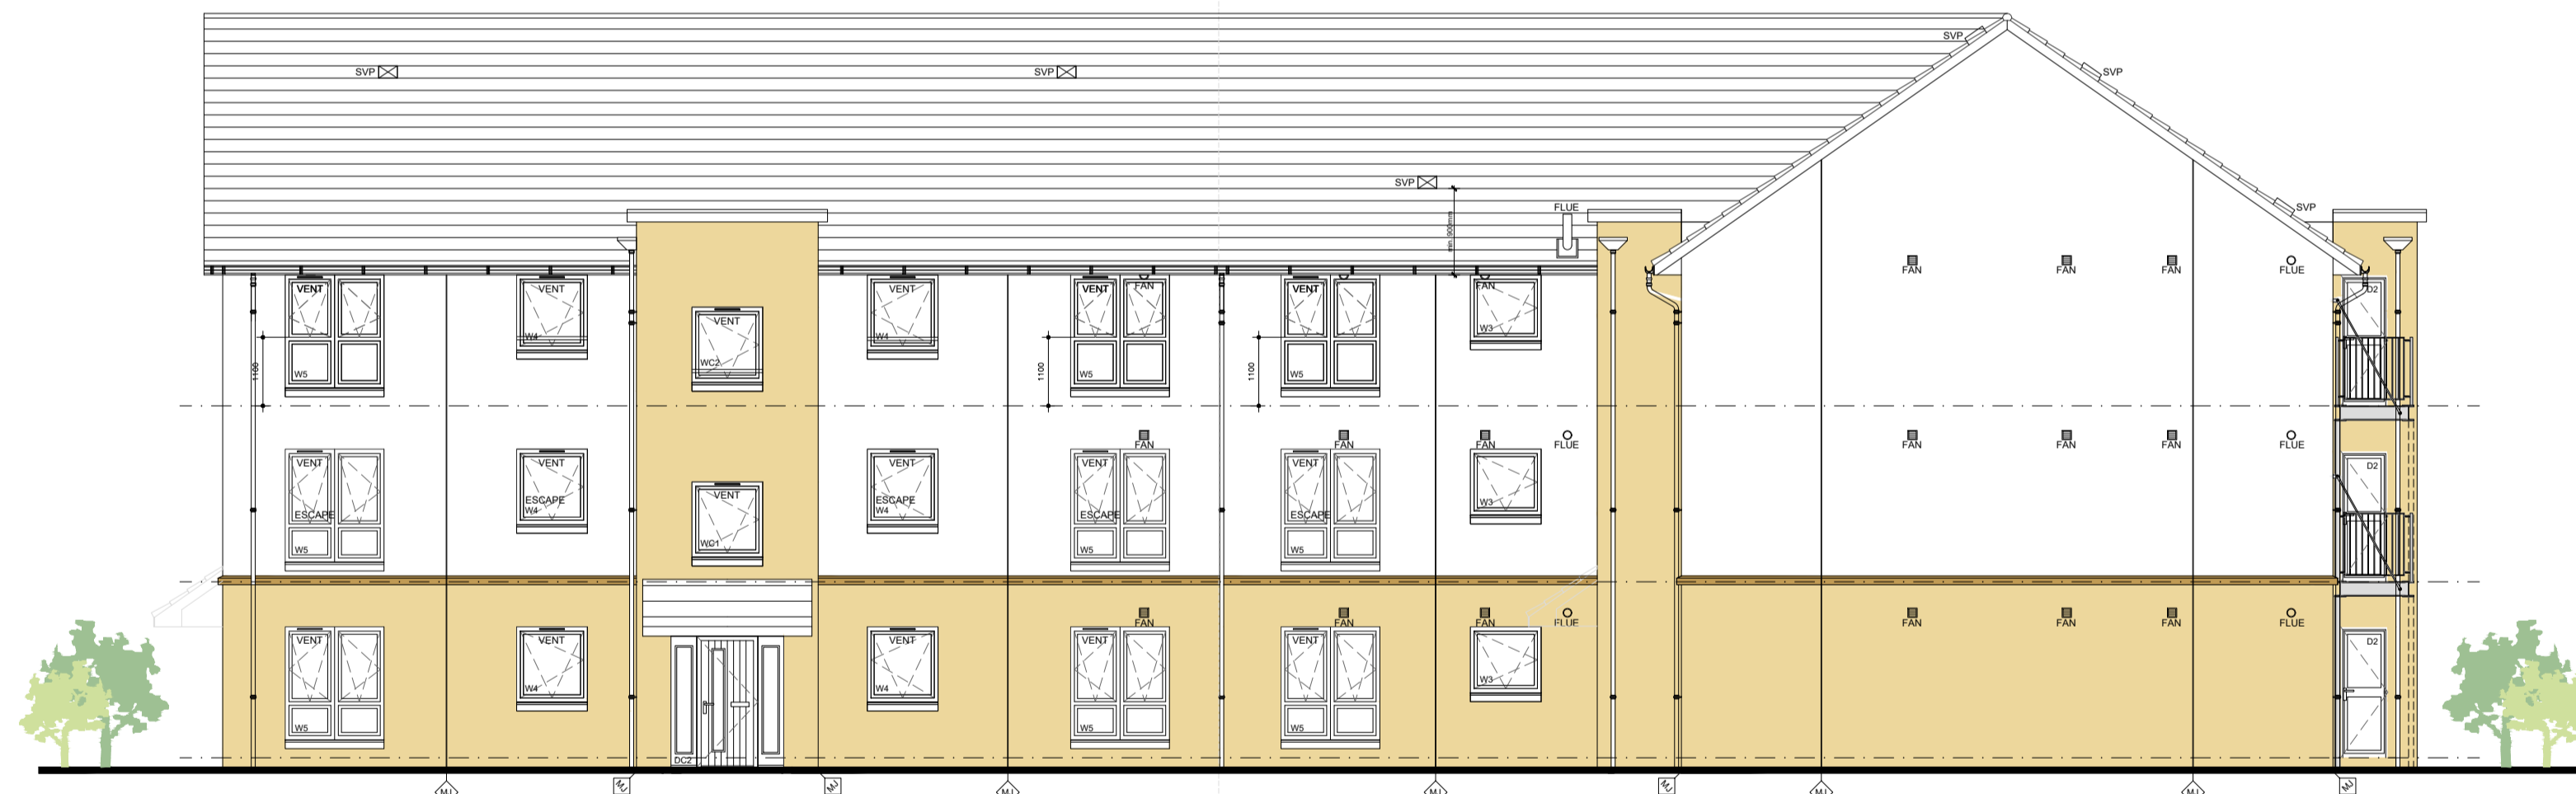 SVP
SVP
SVP
SVP
SVP
min. 900mm
FLUE
SVP
FAN
FAN
FAN
FLUE
VENT
VENT
VENT
VENT
FAN
VENT
FAN
D2
VENT
W4
W4
W3
WC2
1100
W5
1100
W5
1100
W5
FAN
FAN
FAN
FLUE
FAN
FAN
FAN
FLUE
VENT
VENT
VENT
VENT
VENT
D2
VENT
ESCAPE
W4
ESCAPE
W4
W3
ESCAPE
ESCAPE
ESCAPE
WC1
W5
W5
W5
FAN
FAN
FAN
FLUE
FAN
FAN
FAN
FLUE
VENT
VENT
VENT
VENT
VENT
D2
W4
W4
W3
W5
W5
W5
DC2
MJ
MJ
MJ
MJ
MJ
MJ
MJ
MJ
MJ